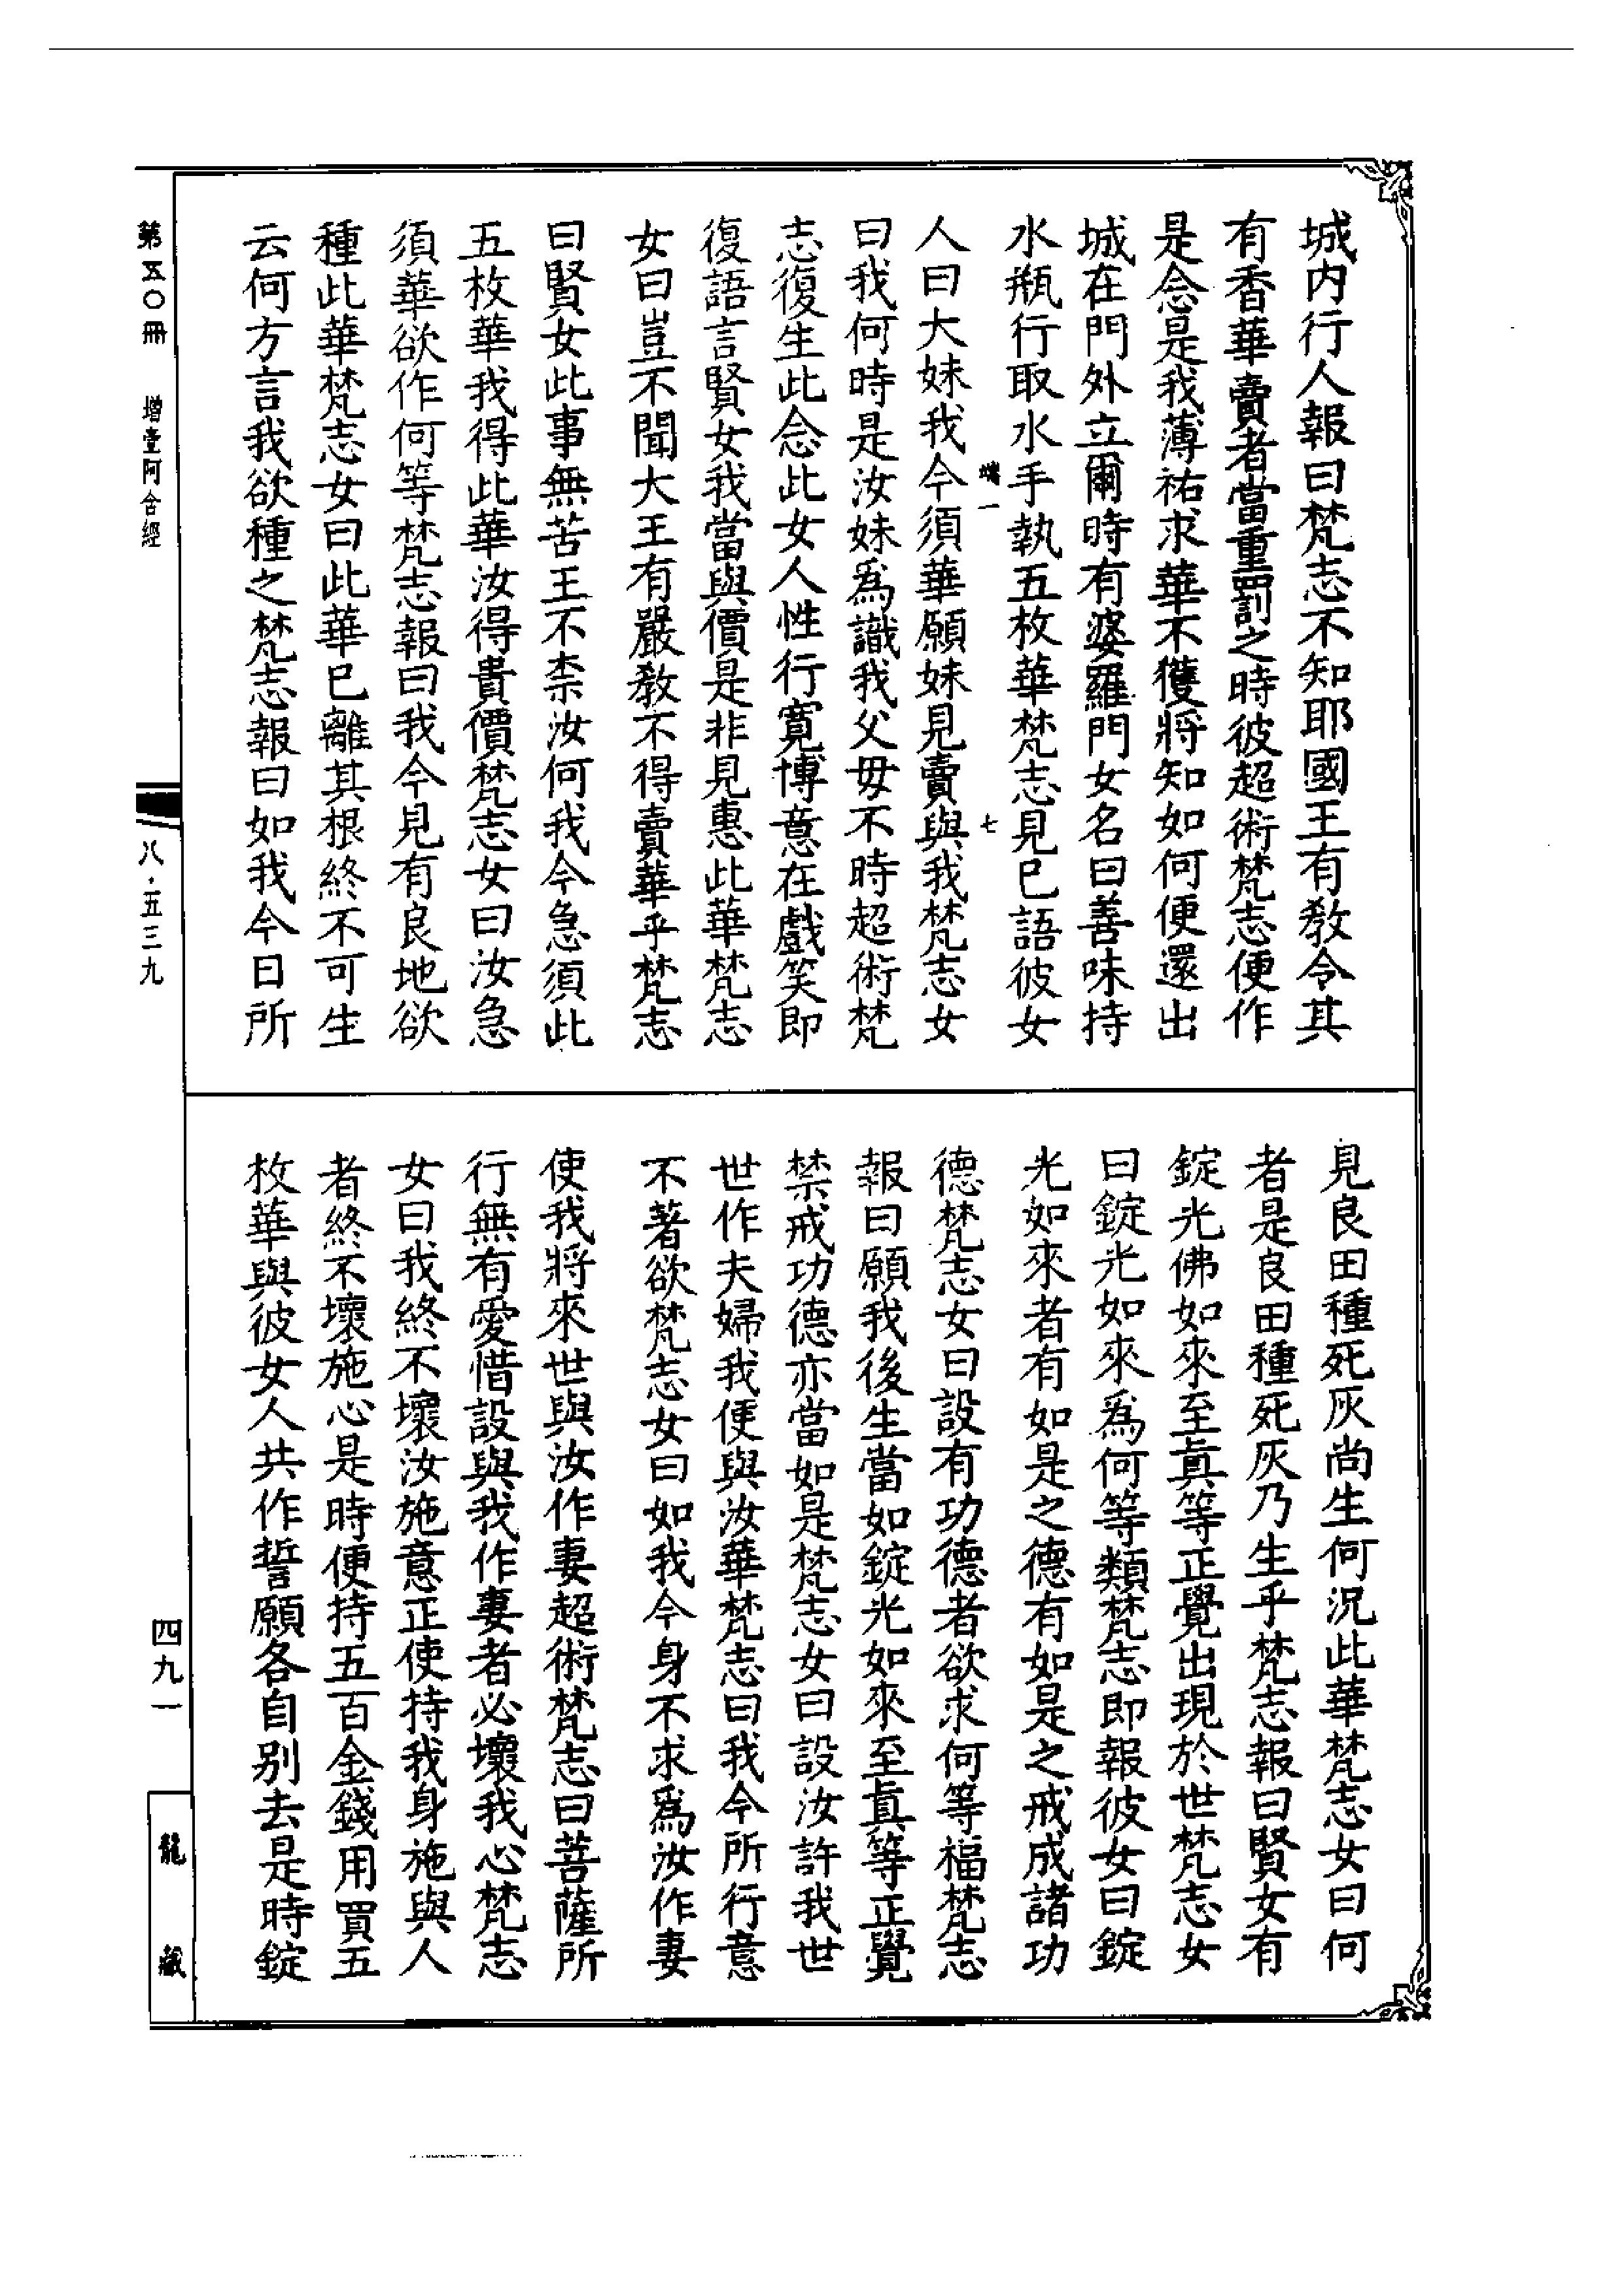 城内行人報曰梵志不知耶國王有敎令其
有香華賣者當重罰之時彼超術梵志便作
是念是我薄祐求華不獲將知如何便還出
城在門外立爾時有婆羅門女名曰善味持
水瓶行取水手執五枚華梵志見已語彼女
人曰大妹我今須華願妹見賣與我梵志女
曰我何時是汝妹爲識我父母不時超術梵
志復生此念此女人性行寬博意在戲笑即
復語言賢女我當與價是非見惠此華梵志
女曰豈不聞大王有嚴敎不得賣華乎梵志
曰賢女此事無苦王不柰汝何我今急須此
五枚華我得此華汝得貴價梵志女曰汝急
須華欲作何等梵志報曰我今見有良地欲
種此華梵志女曰此華已離其根終不可生
云何方言我欲種之梵志報曰如我今日所
見良田種死灰尚生何況此華梵志女曰何
者是良田種死灰乃生乎梵志報曰賢女有
錠光佛如來至眞等正覺出現於世梵志女
曰錠光如來爲何等類梵志即報彼女曰錠
光如來者有如是之德有如是之戒成諸功
德梵志女曰設有功德者欲求何等福梵志
報曰願我後生當如錠光如來至眞等正覺
禁戒功德亦當如是梵志女曰設汝許我世
世作夫婦我便與汝華梵志曰我今所行意
不著欲梵志女曰如我今身不求爲汝作妻
使我將來世與汝作妻超術梵志曰菩薩所
行無有愛惜設與我作妻者必壞我心梵志
女曰我終不壞汝施意正使持我身施與人
者終不壞施心是時便持五百金錢用買五
枚華與彼女人共作誓願各自別去是時錠
第五〇冊 增壹阿含經
八·五三九
四九一
龍藏